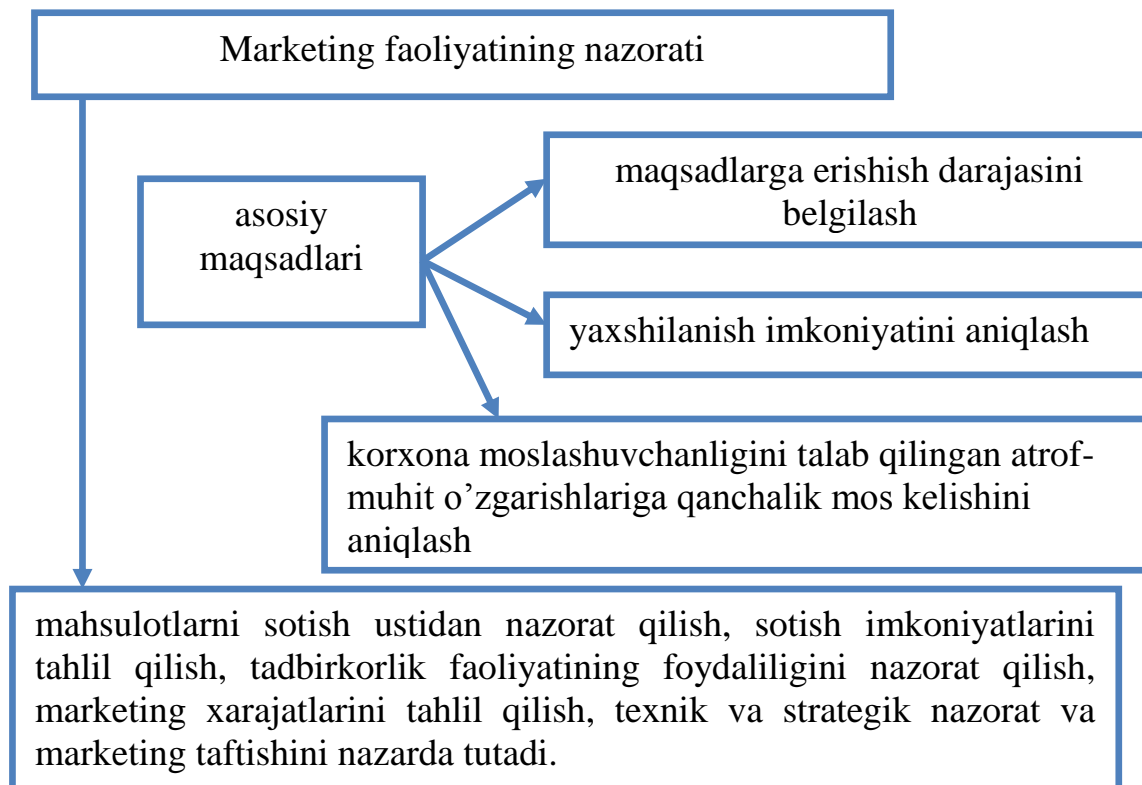 Marketing faoliyatining nazorati
asosiy
maqsadlari
maqsadlarga erishish darajasini
belgilash
yaxshilanish imkoniyatini aniqlash
korxona moslashuvchanligini talab qilingan atrof-
muhit o’zgarishlariga qanchalik mos kelishini
aniqlash
mahsulotlarni sotish ustidan nazorat qilish, sotish imkoniyatlarini
tahlil qilish, tadbirkorlik faoliyatining foydaliligini nazorat qilish,
marketing xarajatlarini tahlil qilish, texnik va strategik nazorat va
marketing taftishini nazarda tutadi.